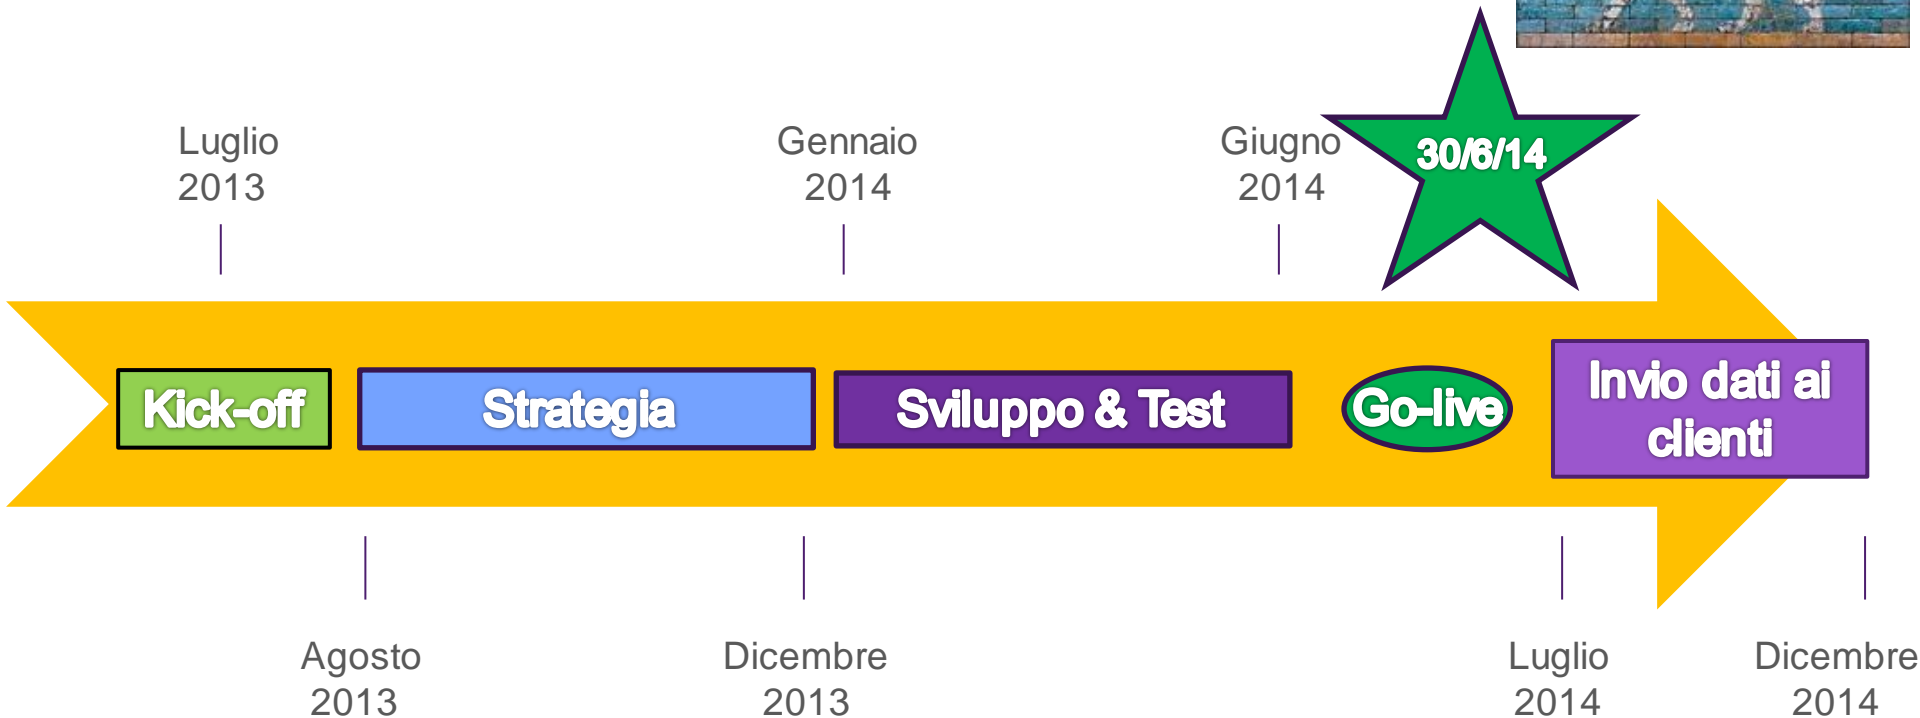 Luglio
2013
Gennaio
2014
Giugno
2014
30/6/14
Kick-off
Strategia
Sviluppo & Test
Go-live
Invio dati ai
clienti
Agosto
2013
Dicembre
2013
Luglio
2014
Dicembre
2014